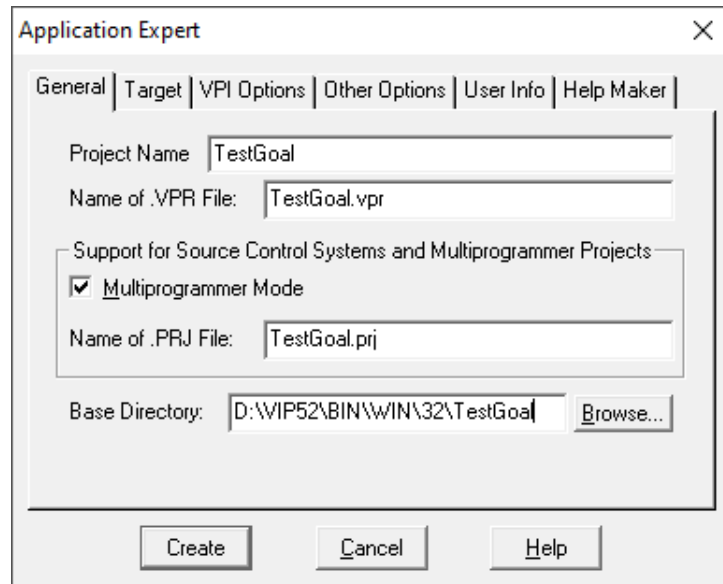 Application Expert
General Target VPI Options Other Options User Info Help Maker
Project Name TestGoal
Name of .VPR File: TestGoal.vpr
Support for Source Control Systems and Multiprogrammer Projects
Multiprogrammer Mode
Name of .PRJ File: TestGoal.prj
Base Directory: D:\VIP52\BIN\WIN\32\TestGoal Browse...
Create Cancel Help